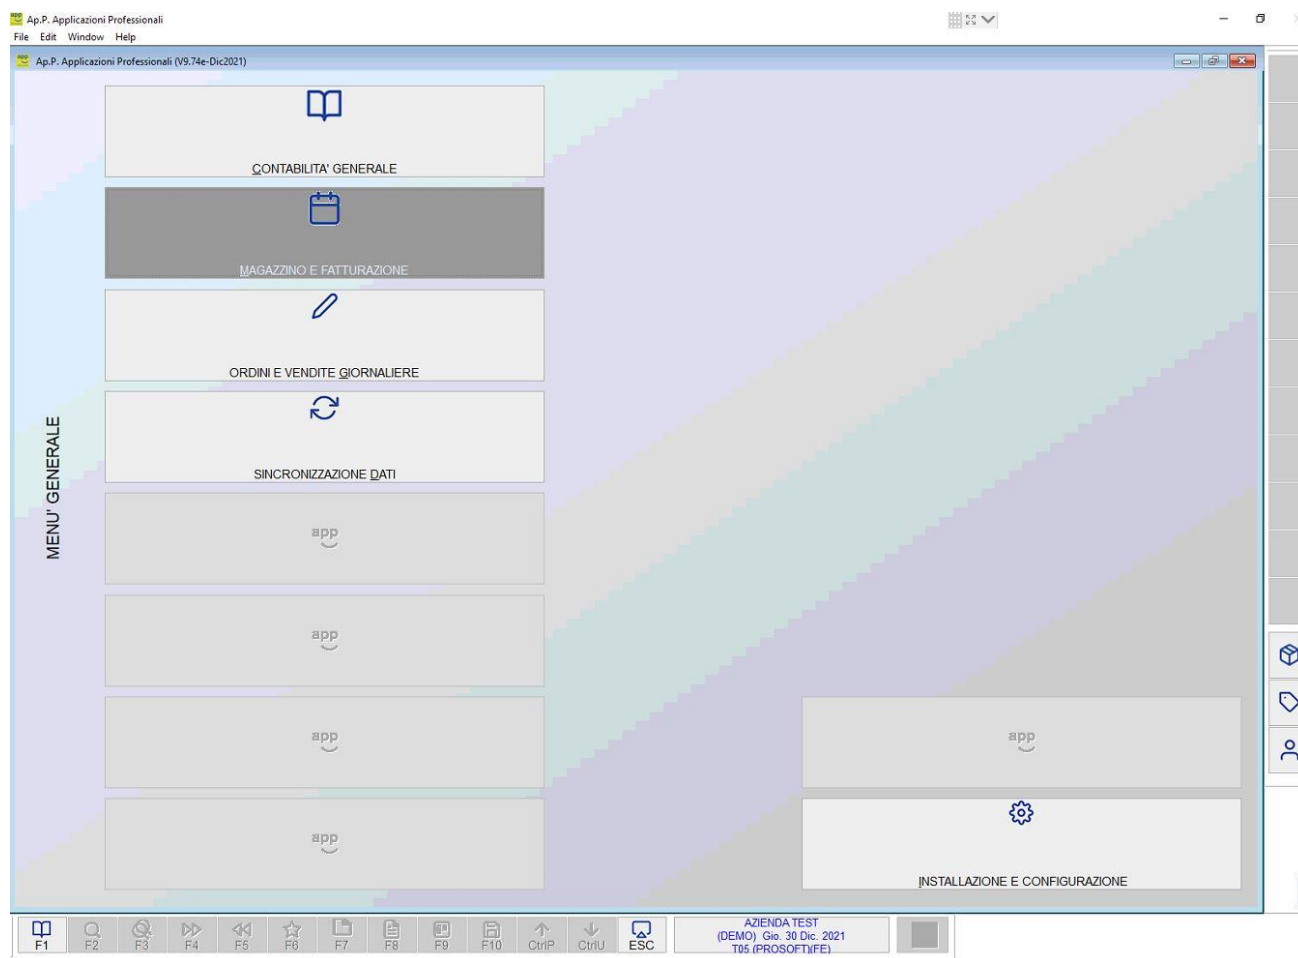 Ap.P. Applicazioni Professionali
File Edit Window Help
Ap.P. Applicazioni Professionali (V9.74e-Dic2021)
CONTABILITA' GENERALE
MAGAZZINO E FATTURAZIONE
ORDINI E VENDITE GIORNALIERE
SINCRONIZZAZIONE DATI
MENU' GENERALE
app
app
app
app
app
INSTALLAZIONE E CONFIGURAZIONE
F1 F2 F3 F4 F5 F6 F7 F8 F9 F10 CtrlP CtrlU ESC
AZIENDA TEST
(DEMO) Gio. 30 Dic. 2021
T05 (PROSOFT)(FE)